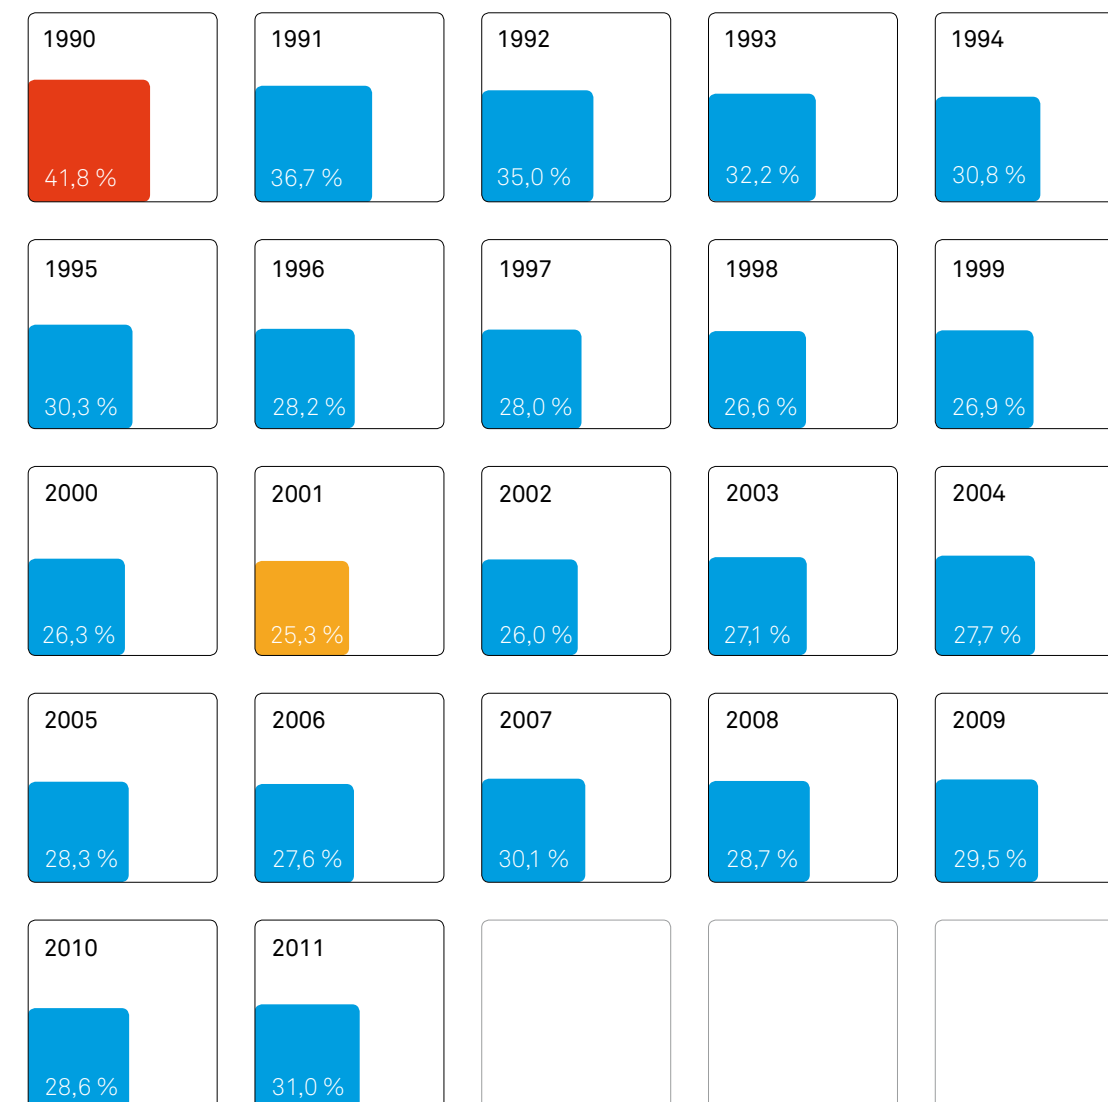 1990 1991 1992 1993 1994
41,8 % 36,7 % 35,0 % 32,2 % 30,8 %
1995 1996 1997 1998 1999
30,3 % 28,2 % 28,0 % 26,6 % 26,9 %
2000 2001 2002 2003 2004
26,3 % 25,3 % 26,0 % 27,1 % 27,7 %
2005 2006 2007 2008 2009
28,3 % 27,6 % 30,1 % 28,7 % 29,5 %
2010 2011
28,6 % 31,0 %